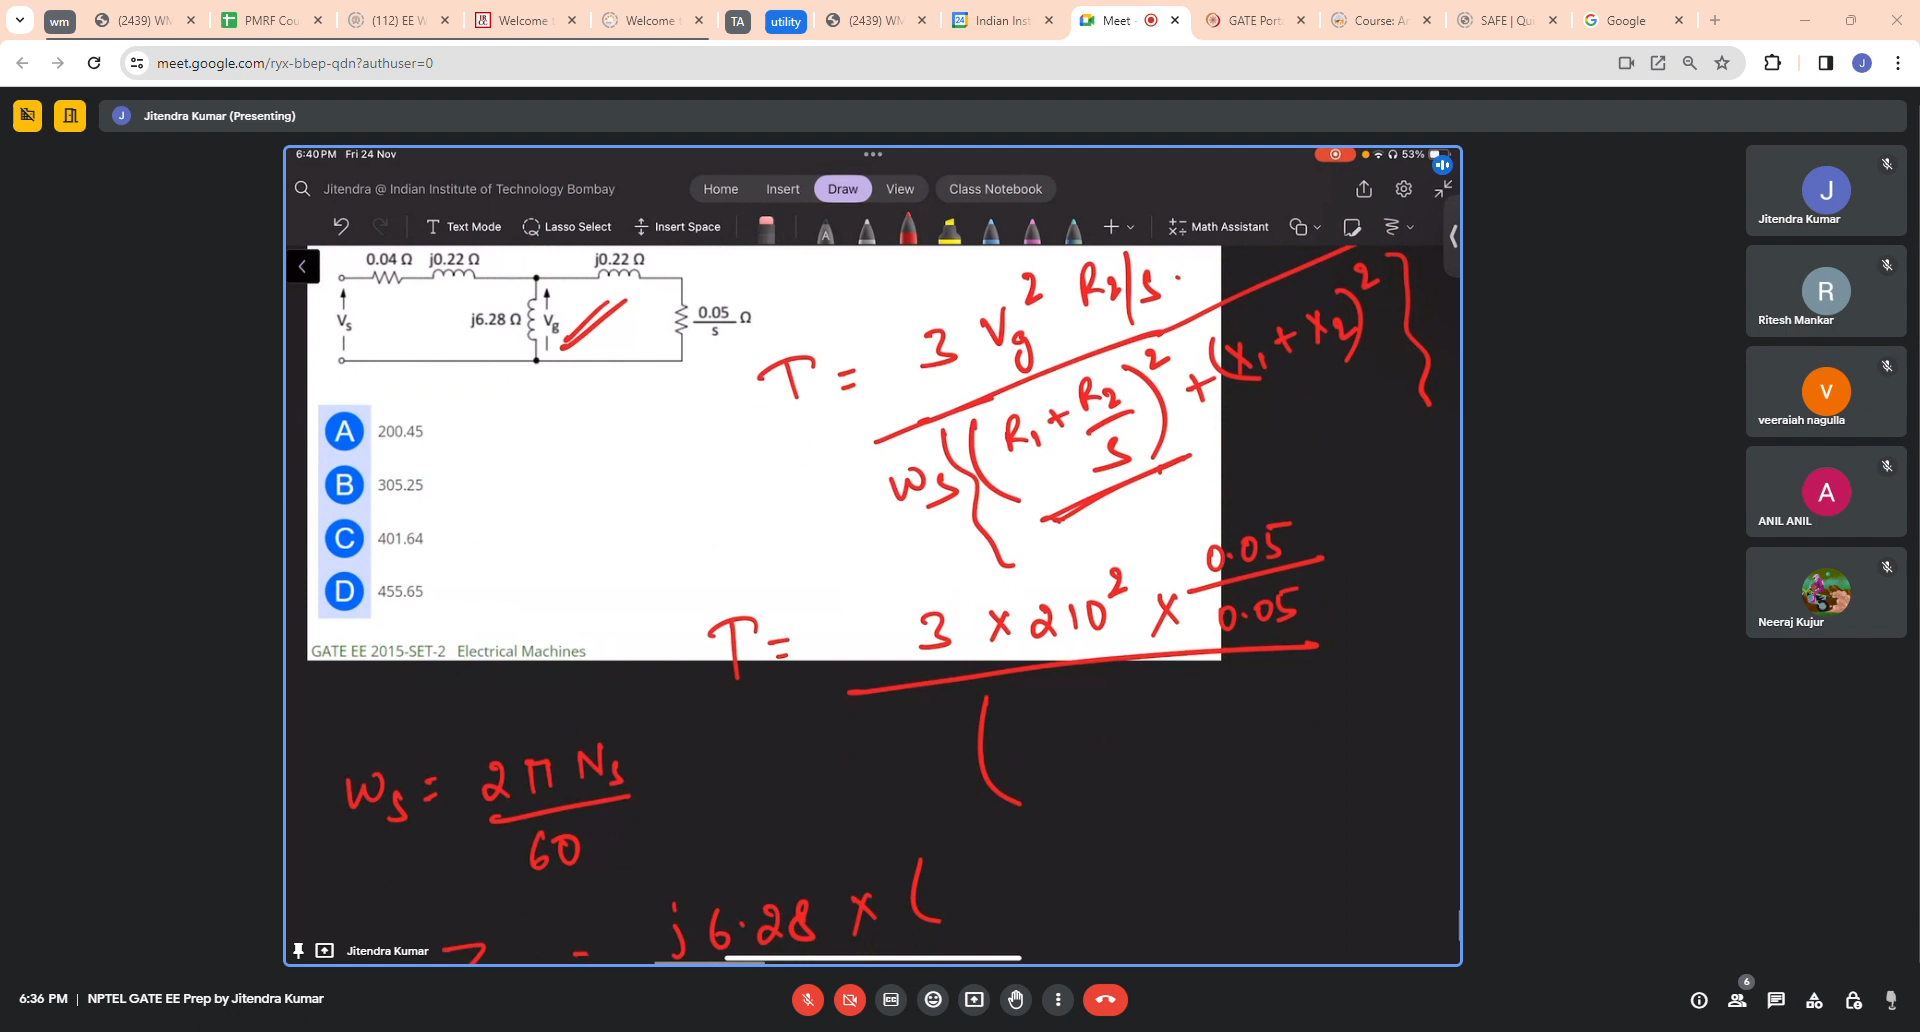 wm
(2439) WM
PMRF Cou
(112) EE W
Welcome
Welcome
TA
utility
(2439) WM
Indian Inst
Meet -
GATE Port
Course: A
SAFE | Qui
Google
meet.google.com/ryx-bbep-qdn?authuser=0
J
J
Jitendra Kumar (Presenting)
6:40 PM Fri 24 Nov
53%
Jitendra @ Indian Institute of Technology Bombay
Home
Insert
Draw
View
Class Notebook
Text Mode
Lasso Select
Insert Space
Math Assistant
0.04 Ω j0.22 Ω j0.22 Ω
Vs j6.28 Ω Vg 0.05/s Ω
A 200.45
B 305.25
C 401.64
D 455.65
GATE EE 2015-SET-2 Electrical Machines
T = 3 Vg² R2/s
ws {(R1 + R2/s)² + (x1 + x2)²}
T = 3 x 210² x 0.05/0.05
(
ws = 2π Ns
60
j 6.28 x (
Jitendra Kumar
J
Jitendra Kumar
R
Ritesh Mankar
V
veeraiah nagulla
A
ANIL ANIL
Neeraj Kujur
6:36 PM | NPTEL GATE EE Prep by Jitendra Kumar
6